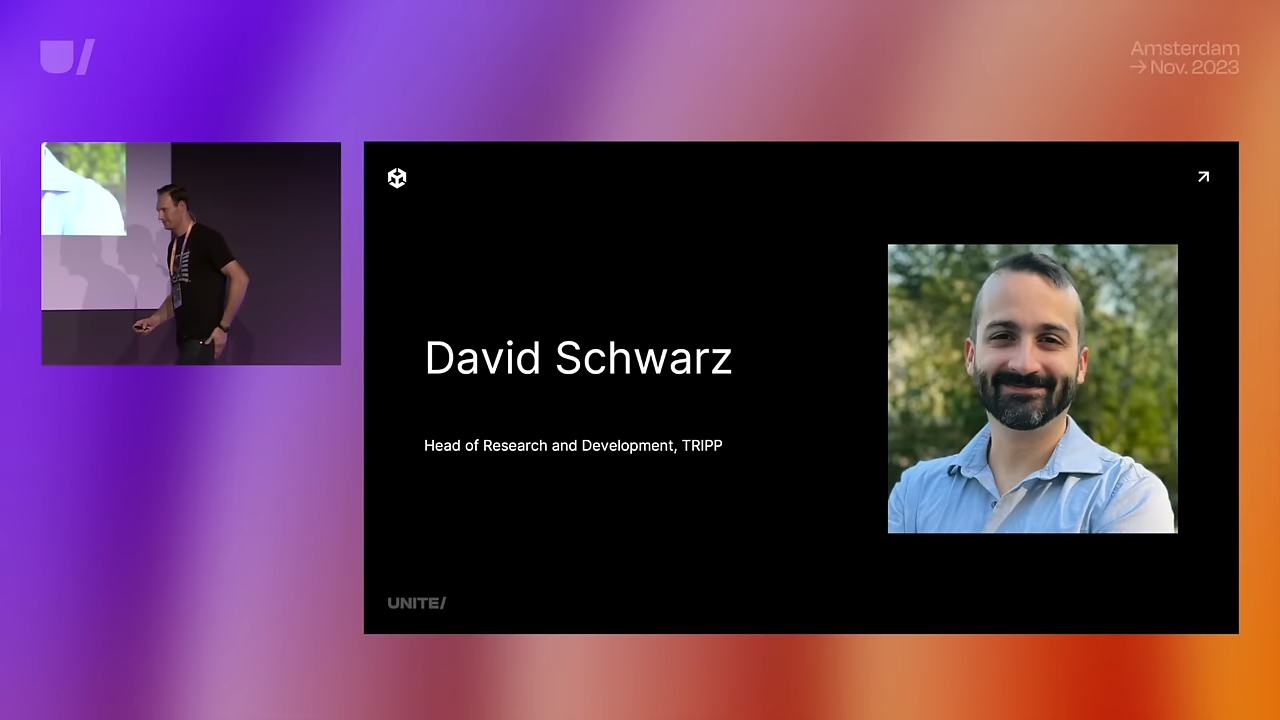 Amsterdam
→ Nov. 2023
David Schwarz
Head of Research and Development, TRIPP
UNITE/